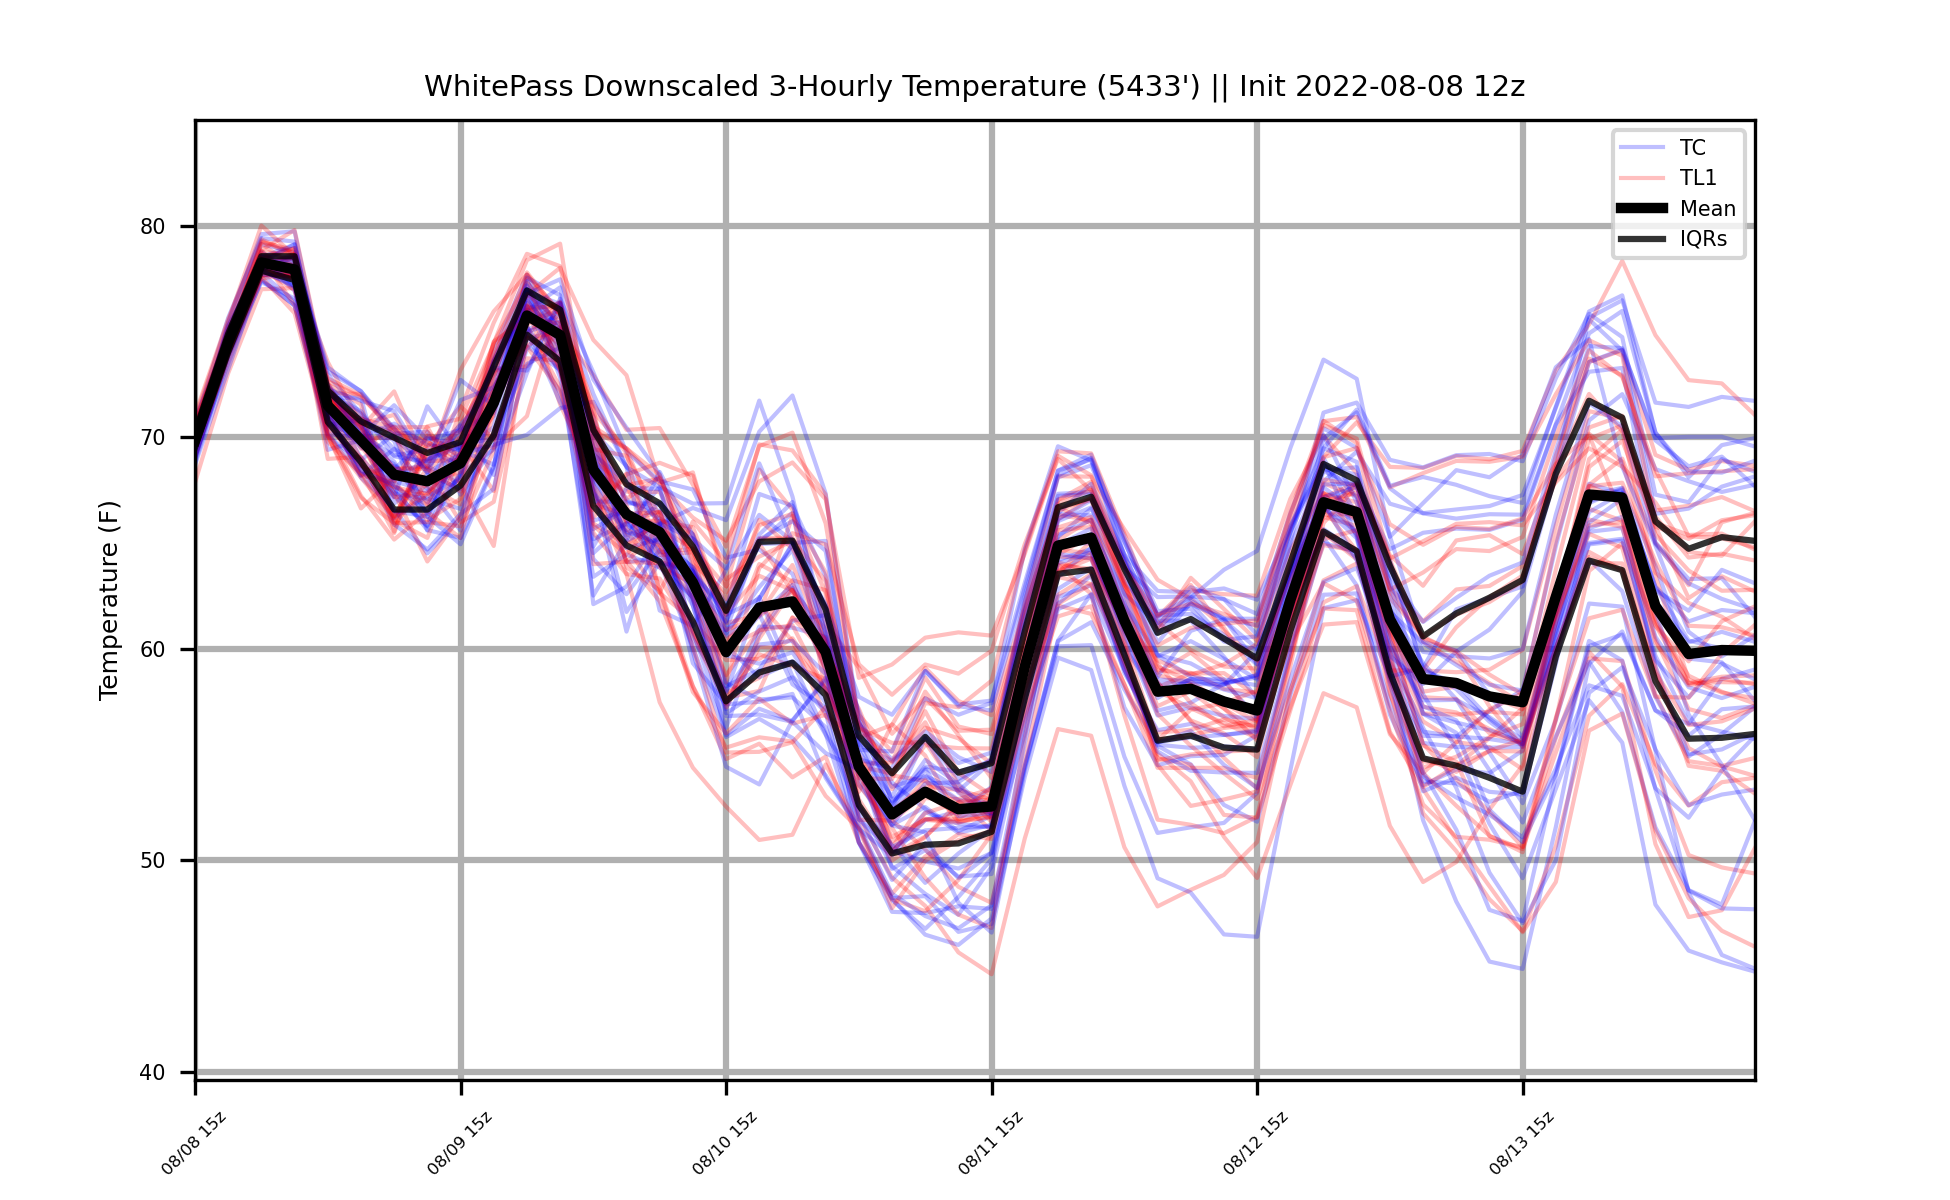 WhitePass Downscaled 3-Hourly Temperature (5433') || Init 2022-08-08 12z
TC
TL1
Mean
IQRs
Temperature (F)
80
70
60
50
40
08/08 15z
08/09 15z
08/10 15z
08/11 15z
08/12 15z
08/13 15z